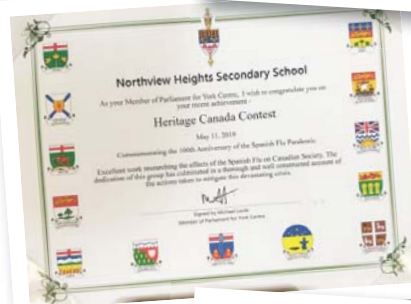 Northview Heights Secondary School
As your Member of Parliament for York Centre, I wish to congratulate you on
your recent achievement -
Heritage Canada Contest
May 11, 2018
Commemorating the 100th Anniversary of the Spanish Flu Pandemic
Excellent work researching the effects of the Spanish Flu on Canadian Society. The
dedication of this group has culminated in a thorough and well constructed account of
the actions taken to mitigate this devastating crisis.
Signed by Michael Levitt
Member of Parliament for York Centre